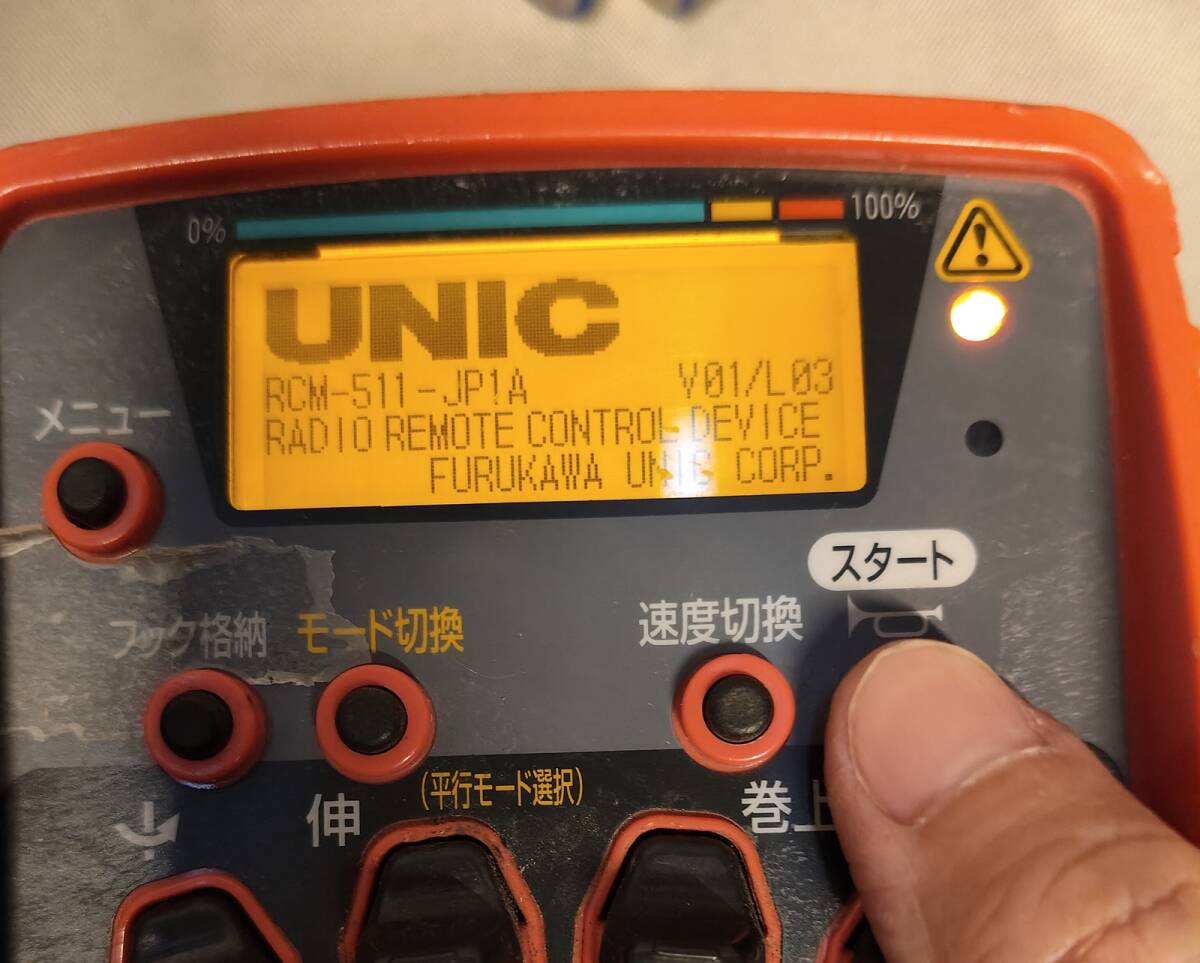 0% 100%
UNIC
RCM-511-JP1A V01/L03
RADIO REMOTE CONTROL DEVICE
FURUKAWA UNIC CORP.
メニュー
スタート
フック格納 モード切換 速度切換
(平行モード選択)
伸 巻上